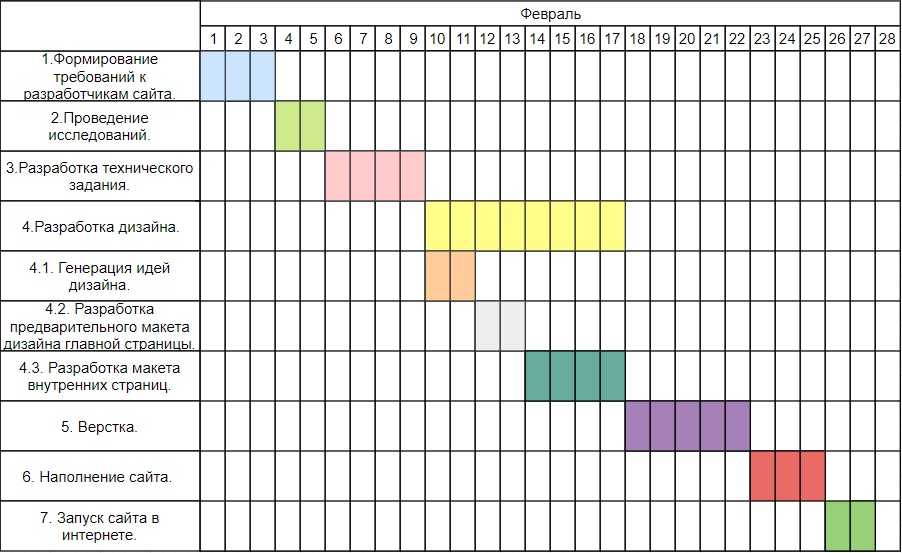 Февраль
1 2 3 4 5 6 7 8 9 10 11 12 13 14 15 16 17 18 19 20 21 22 23 24 25 26 27 28
1.Формирование
требований к
разработчикам сайта.
2.Проведение
исследований.
3.Разработка технического
задания.
4.Разработка дизайна.
4.1. Генерация идей
дизайна.
4.2. Разработка
предварительного макета
дизайна главной страницы.
4.3. Разработка макета
внутренних страниц.
5. Верстка.
6. Наполнение сайта.
7. Запуск сайта в
интернете.